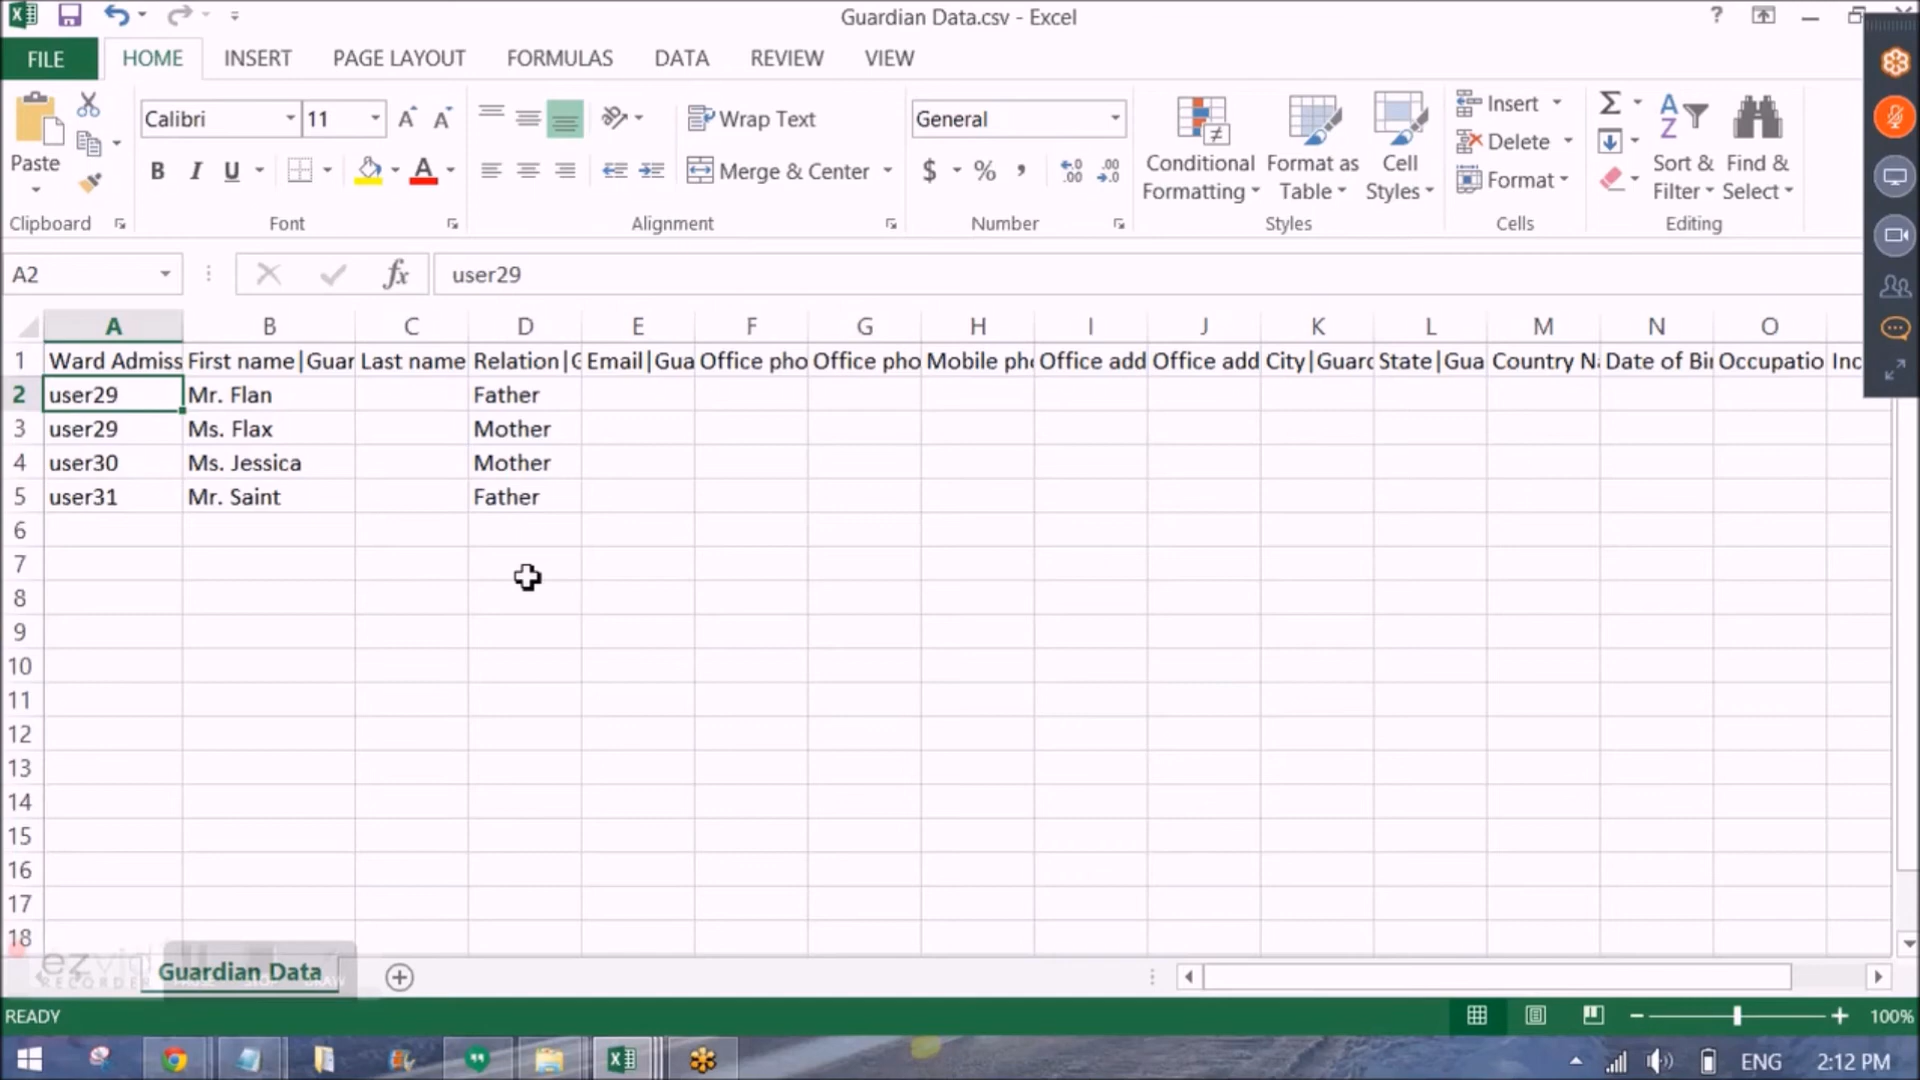 Guardian Data.csv - Excel
FILE HOME INSERT PAGE LAYOUT FORMULAS DATA REVIEW VIEW
Paste
Clipboard
Calibri 11
B I U A
Font
Wrap Text
Merge & Center
Alignment
General
$ % ,
Number
Conditional Formatting
Format as Table
Cell Styles
Styles
Insert
Delete
Format
Cells
Sort & Filter
Find & Select
Editing
A2 fx user29
A B C D E F G H I J K L M N O
1 Ward Admiss First name|Guar Last name Relation|G Email|Gua Office pho Office pho Mobile ph Office add Office add City|Guard State|Gua Country N Date of Bi Occupatio Inc
2 user29 Mr. Flan Father
3 user29 Ms. Flax Mother
4 user30 Ms. Jessica Mother
5 user31 Mr. Saint Father
6
7
8
9
10
11
12
13
14
15
16
17
18
ezvid
RECORDER
Guardian Data
READY
100%
ENG 2:12 PM